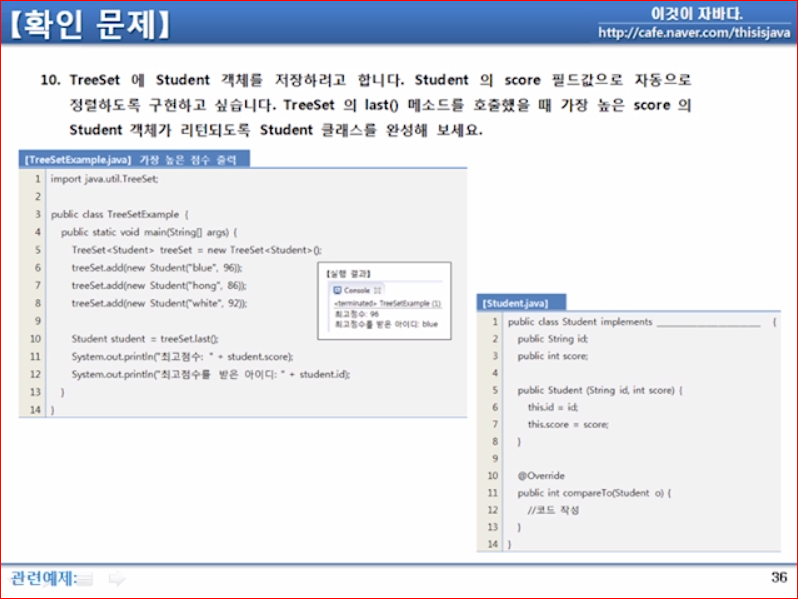 【확인 문제】
이것이 자바다.
http://cafe.naver.com/thisisjava
10. TreeSet 에 Student 객체를 저장하려고 합니다. Student 의 score 필드값으로 자동으로
정렬하도록 구현하고 싶습니다. TreeSet 의 last() 메소드를 호출했을 때 가장 높은 score 의
Student 객체가 리턴되도록 Student 클래스를 완성해 보세요.
[TreeSetExample.java] 가장 높은 점수 출력
1 import java.util.TreeSet;
2
3 public class TreeSetExample {
4 public static void main(String[] args) {
5 TreeSet<Student> treeSet = new TreeSet<Student>();
6 treeSet.add(new Student("blue", 96));
7 treeSet.add(new Student("hong", 86));
8 treeSet.add(new Student("white", 92));
9
10 Student student = treeSet.last();
11 System.out.println("최고점수: " + student.score);
12 System.out.println("최고점수를 받은 아이디: " + student.id);
13 }
14 }
[실행 결과]
Console
<terminated> TreeSetExample (1)
최고점수: 96
최고점수를 받은 아이디: blue
[Student.java]
1 public class Student implements ____________________ {
2 public String id;
3 public int score;
4
5 public Student (String id, int score) {
6 this.id = id;
7 this.score = score;
8 }
9
10 @Override
11 public int compareTo(Student o) {
12 //코드 작성
13 }
14 }
관련예제:
36